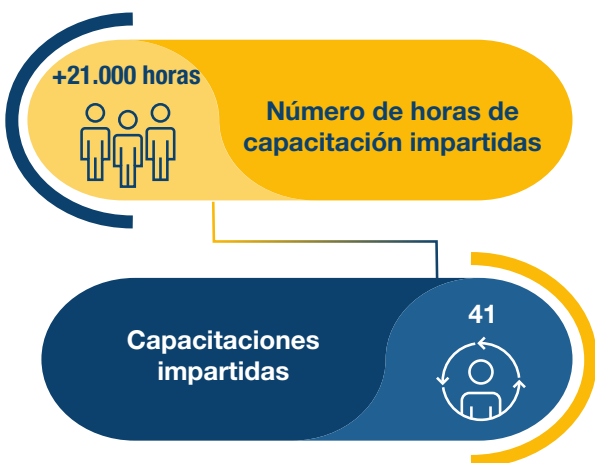 +21.000 horas
Número de horas de
capacitación impartidas
Capacitaciones
impartidas
41